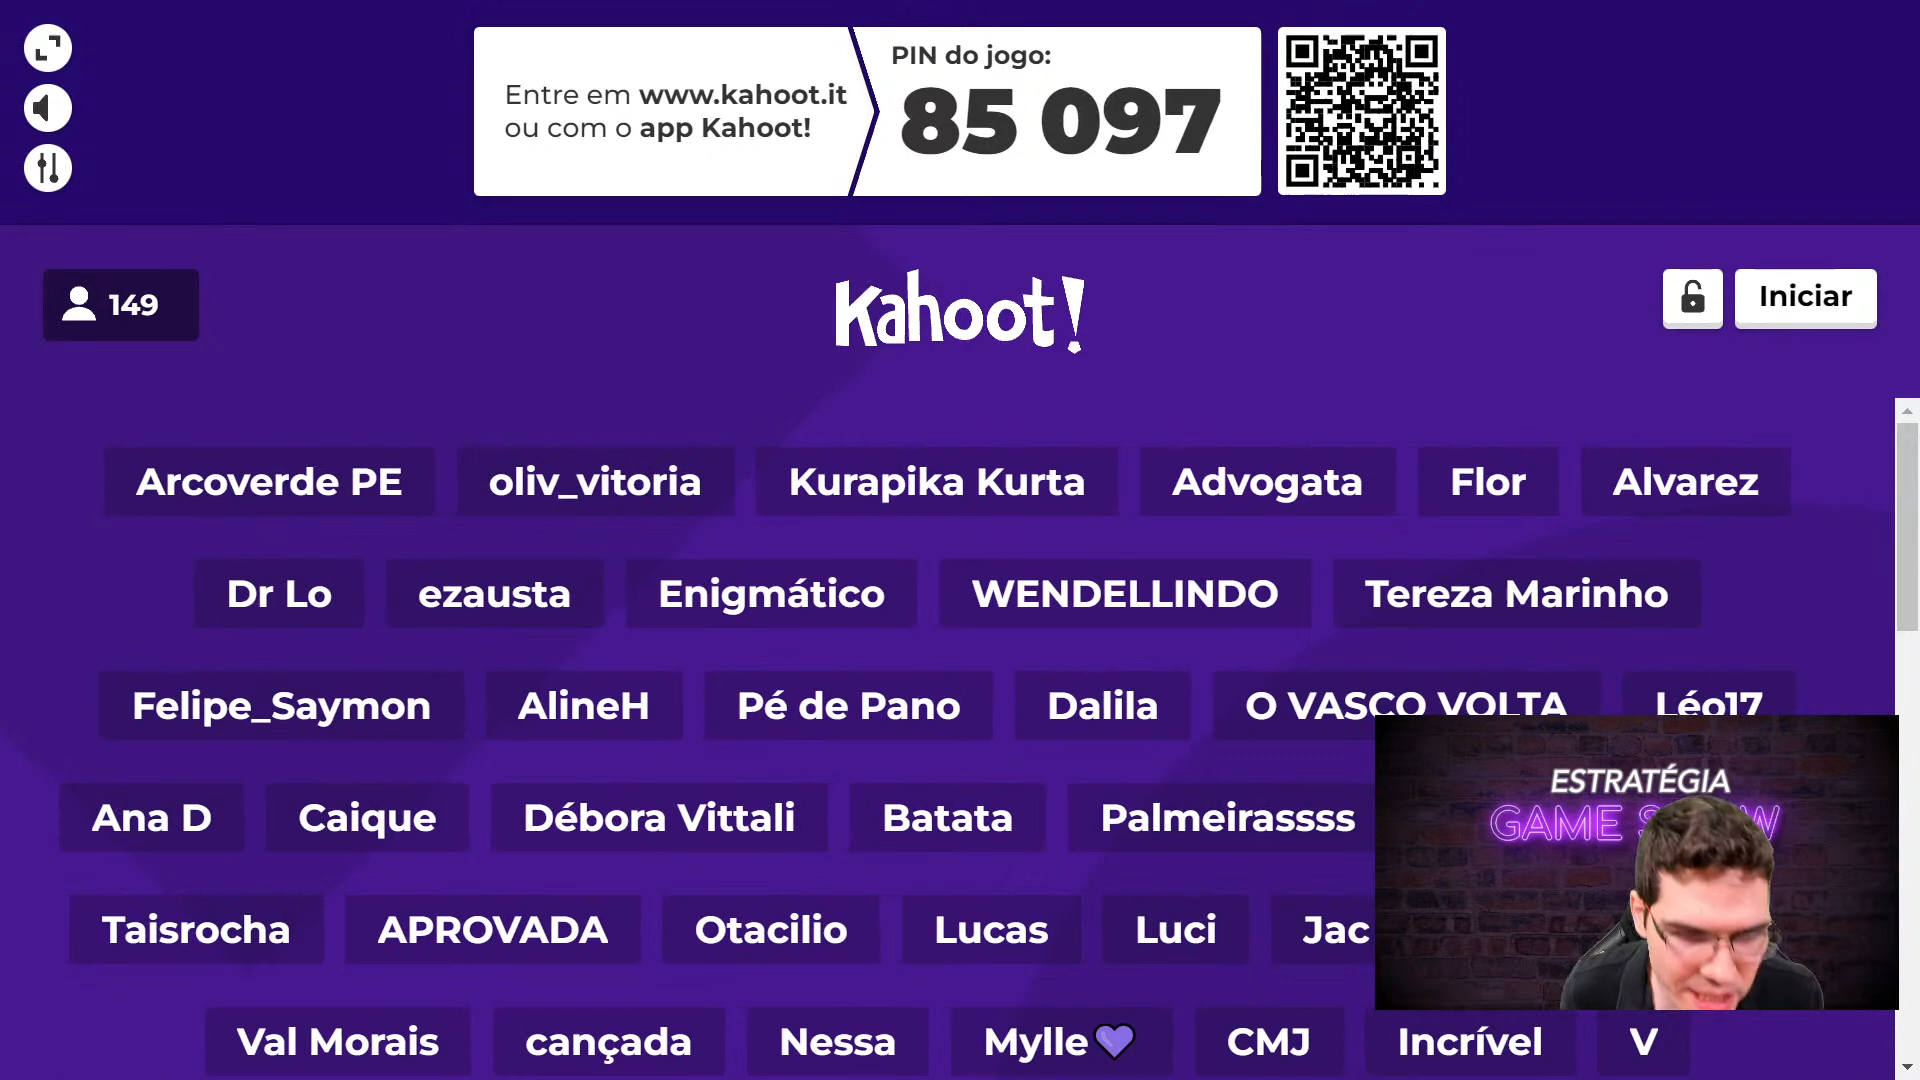 Entre em www.kahoot.it
ou com o app Kahoot!
PIN do jogo:
85 097
149
Kahoot!
Iniciar
Arcoverde PE oliv_vitoria Kurapika Kurta Advogata Flor Alvarez
Dr Lo ezausta Enigmático WENDELLINDO Tereza Marinho
Felipe_Saymon AlineH Pé de Pano Dalila O VASCO VOLTA Léo17
Ana D Caique Débora Vittali Batata Palmeirassss
Taisrocha APROVADA Otacilio Lucas Luci Jac
Val Morais cançada Nessa Mylle💜 CMJ Incrível V
ESTRATÉGIA
GAME